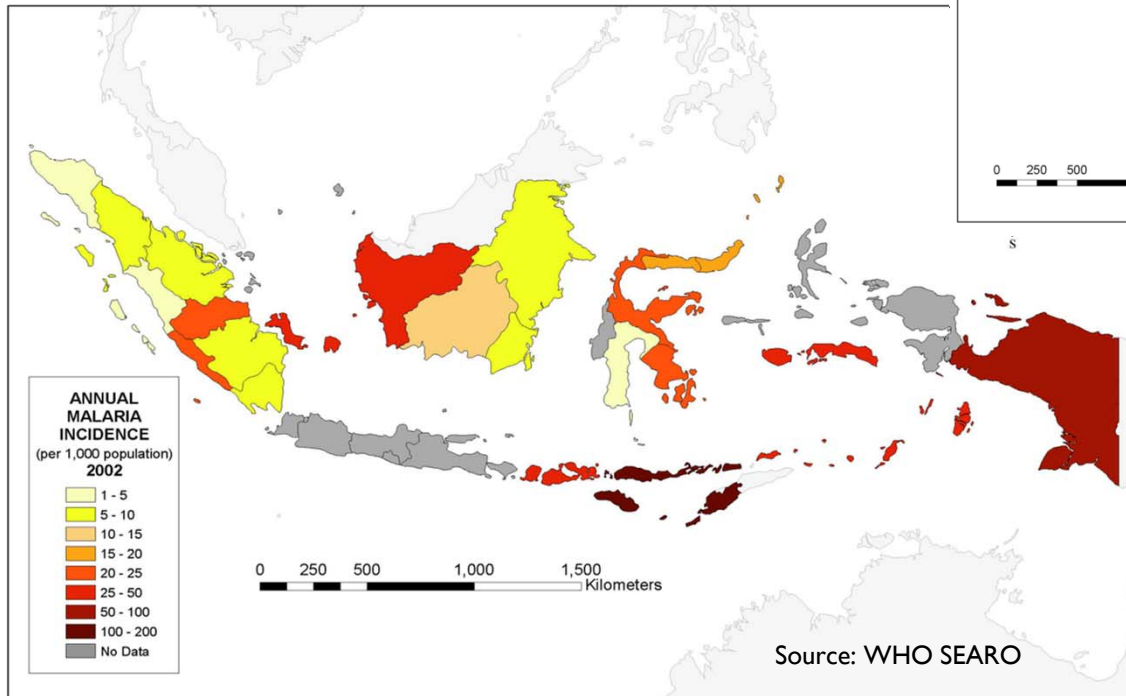 0 250 500
S
ANNUAL
MALARIA
INCIDENCE
(per 1,000 population)
2002
1 - 5
5 - 10
10 - 15
15 - 20
20 - 25
25 - 50
50 - 100
100 - 200
No Data
0 250 500 1,000 1,500
Kilometers
Source: WHO SEARO